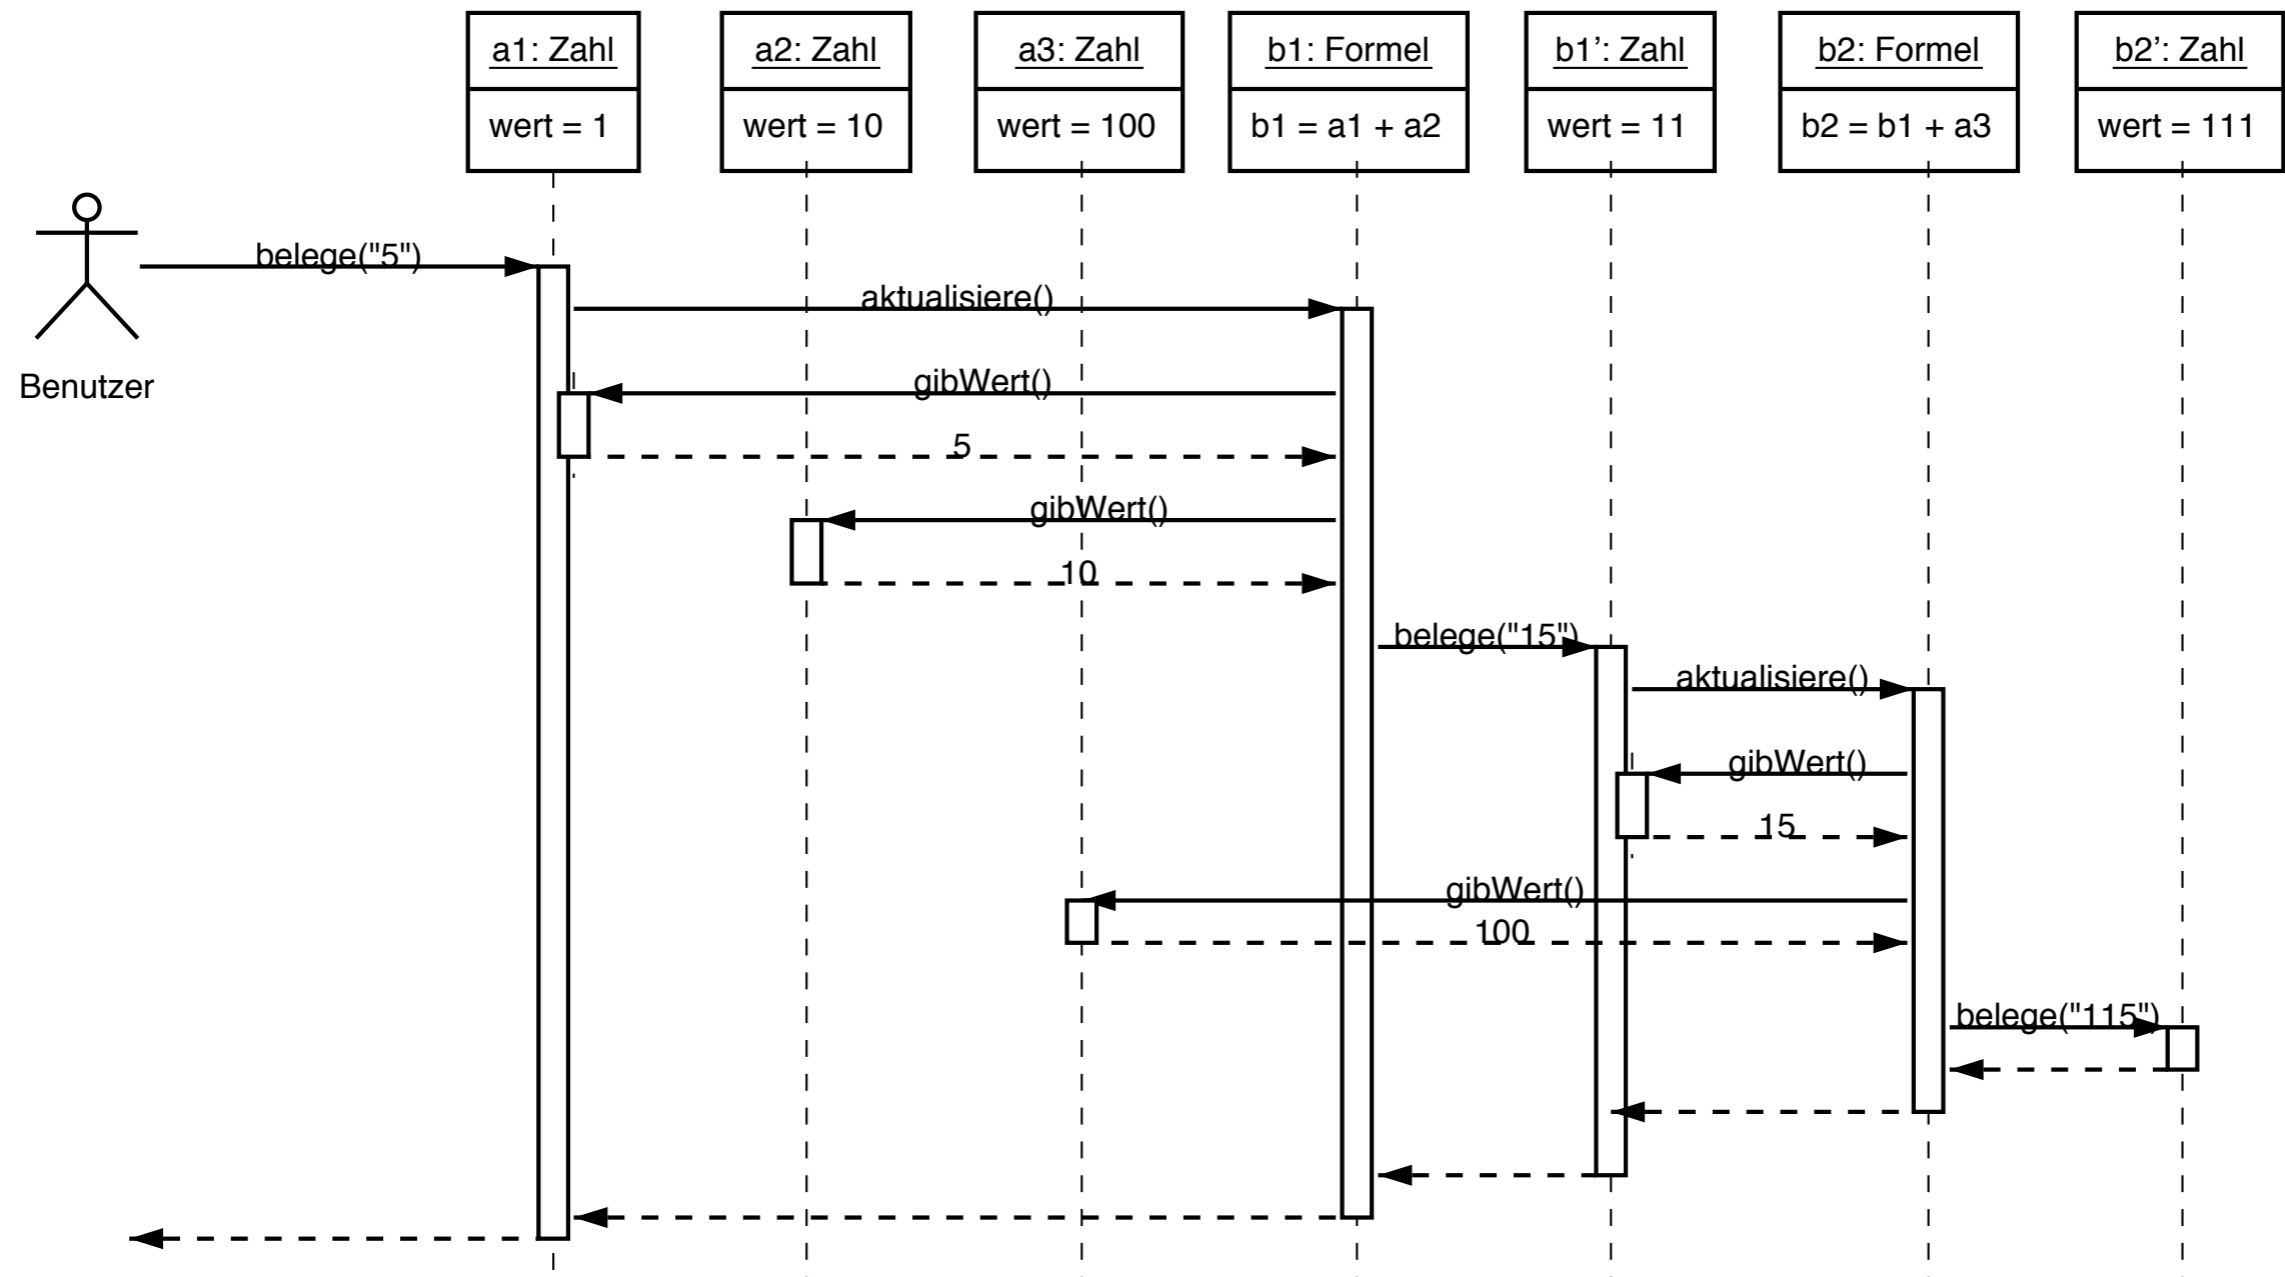 a1: Zahl
a2: Zahl
a3: Zahl
b1: Formel
b1’: Zahl
b2: Formel
b2’: Zahl
wert = 1
wert = 10
wert = 100
b1 = a1 + a2
wert = 11
b2 = b1 + a3
wert = 111
belege("5")
aktualisiere()
Benutzer
gibWert()
5
gibWert()
10
belege("15")
aktualisiere()
gibWert()
15
gibWert()
100
belege("115")